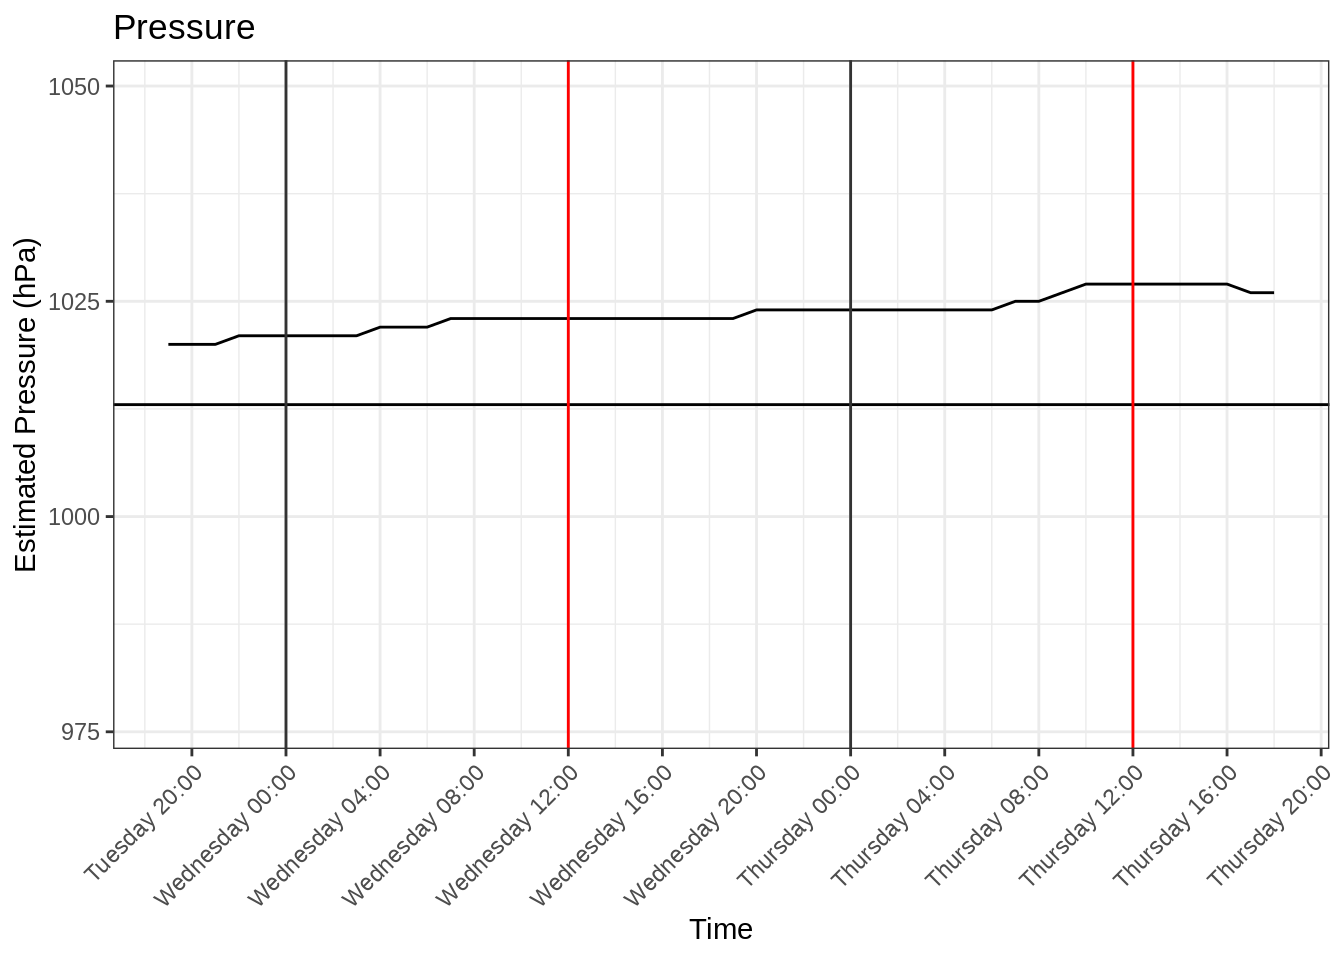 Pressure
Estimated Pressure (hPa)
1050
1025
1000
975
Tuesday 20:00
Wednesday 00:00
Wednesday 04:00
Wednesday 08:00
Wednesday 12:00
Wednesday 16:00
Wednesday 20:00
Thursday 00:00
Thursday 04:00
Thursday 08:00
Thursday 12:00
Thursday 16:00
Thursday 20:00
Time